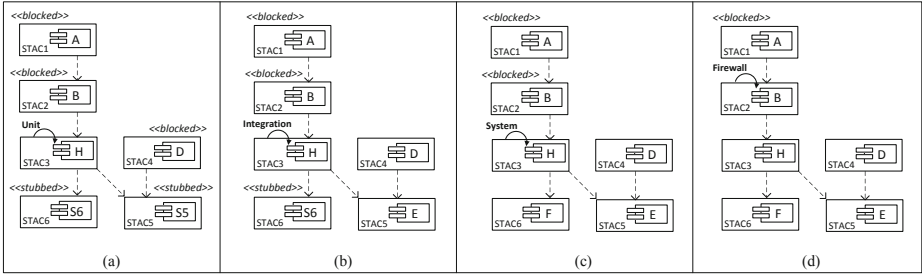 <<blocked>>
A
STAC1
<<blocked>>
B
STAC2
Unit
<<blocked>>
H
D
STAC3
STAC4
<<stubbed>>
<<stubbed>>
S6
S5
STAC6
STAC5
(a)
<<blocked>>
A
STAC1
<<blocked>>
B
STAC2
Integration
H
D
STAC3
STAC4
<<stubbed>>
S6
E
STAC6
STAC5
(b)
<<blocked>>
A
STAC1
<<blocked>>
B
STAC2
System
H
D
STAC3
STAC4
F
E
STAC6
STAC5
(c)
<<blocked>>
A
STAC1
Firewall
B
STAC2
H
D
STAC3
STAC4
F
E
STAC6
STAC5
(d)